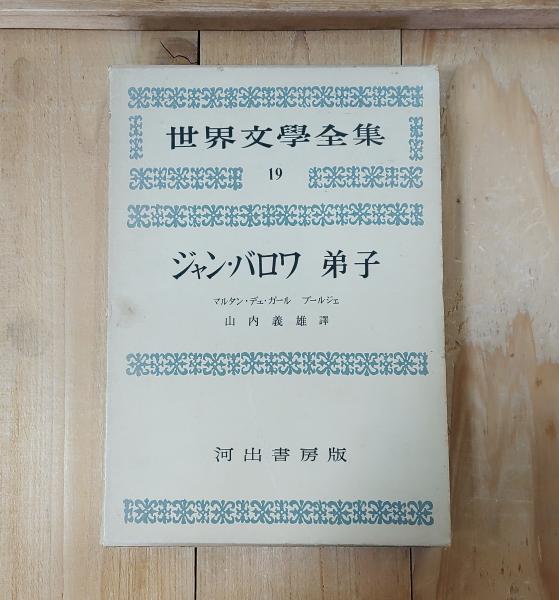 世界文學全集
19
ジャン・バロワ 弟子
マルタン・デュ・ガール ブールジェ
山内義雄譯
河出書房版